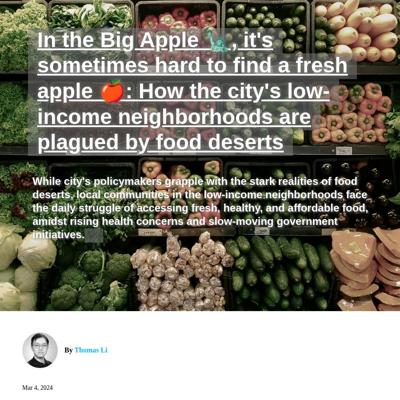 In the Big Apple 🗽, it's
sometimes hard to find a fresh
apple 🍎: How the city's low-
income neighborhoods are
plagued by food deserts
While city's policymakers grapple with the stark realities of food
deserts, local communities in the low-income neighborhoods face
the daily struggle of accessing fresh, healthy, and affordable food,
amidst rising health concerns and slow-moving government
initiatives.
By Thomas Li
Mar 4, 2024